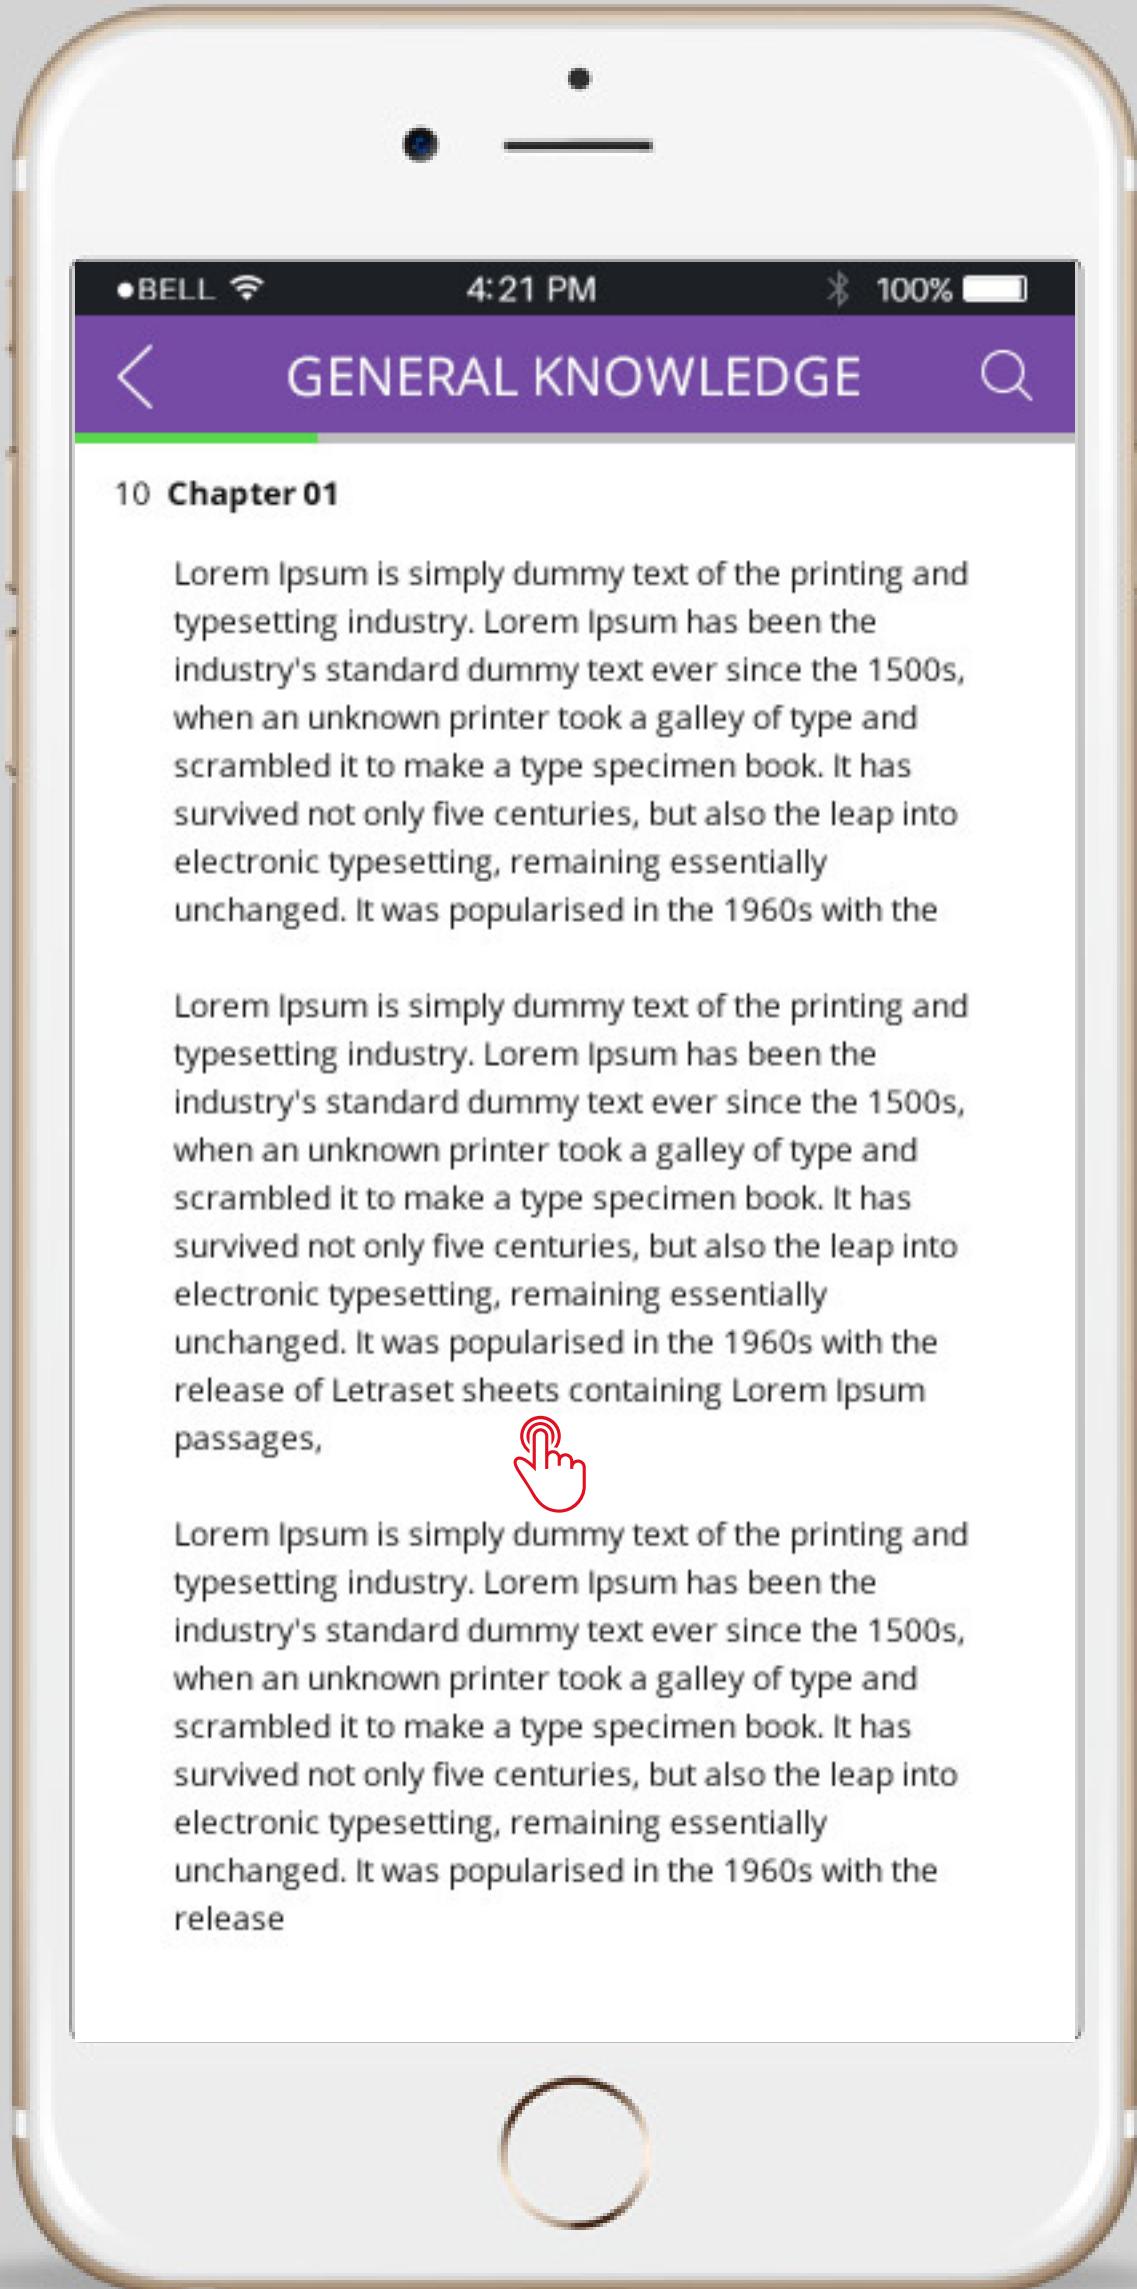 ●BELL 4:21 PM 100%
GENERAL KNOWLEDGE
10 Chapter 01
Lorem Ipsum is simply dummy text of the printing and
typesetting industry. Lorem Ipsum has been the
industry's standard dummy text ever since the 1500s,
when an unknown printer took a galley of type and
scrambled it to make a type specimen book. It has
survived not only five centuries, but also the leap into
electronic typesetting, remaining essentially
unchanged. It was popularised in the 1960s with the
Lorem Ipsum is simply dummy text of the printing and
typesetting industry. Lorem Ipsum has been the
industry's standard dummy text ever since the 1500s,
when an unknown printer took a galley of type and
scrambled it to make a type specimen book. It has
survived not only five centuries, but also the leap into
electronic typesetting, remaining essentially
unchanged. It was popularised in the 1960s with the
release of Letraset sheets containing Lorem Ipsum
passages,
Lorem Ipsum is simply dummy text of the printing and
typesetting industry. Lorem Ipsum has been the
industry's standard dummy text ever since the 1500s,
when an unknown printer took a galley of type and
scrambled it to make a type specimen book. It has
survived not only five centuries, but also the leap into
electronic typesetting, remaining essentially
unchanged. It was popularised in the 1960s with the
release